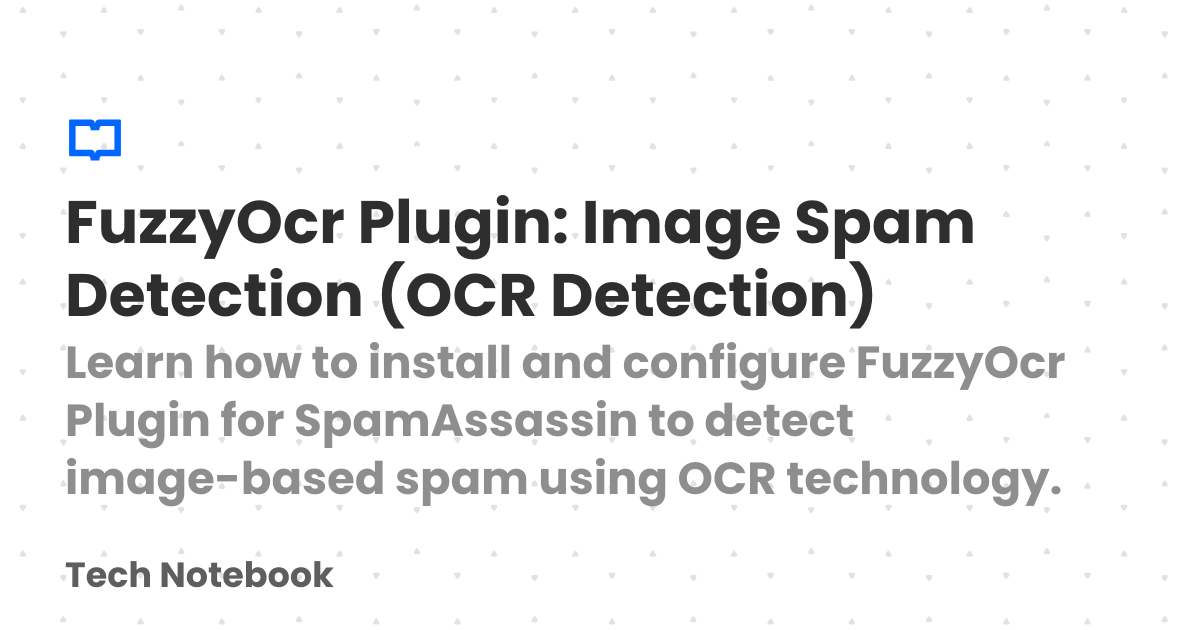 FuzzyOcr Plugin: Image Spam
Detection (OCR Detection)
Learn how to install and configure FuzzyOcr
Plugin for SpamAssassin to detect
image-based spam using OCR technology.
Tech Notebook